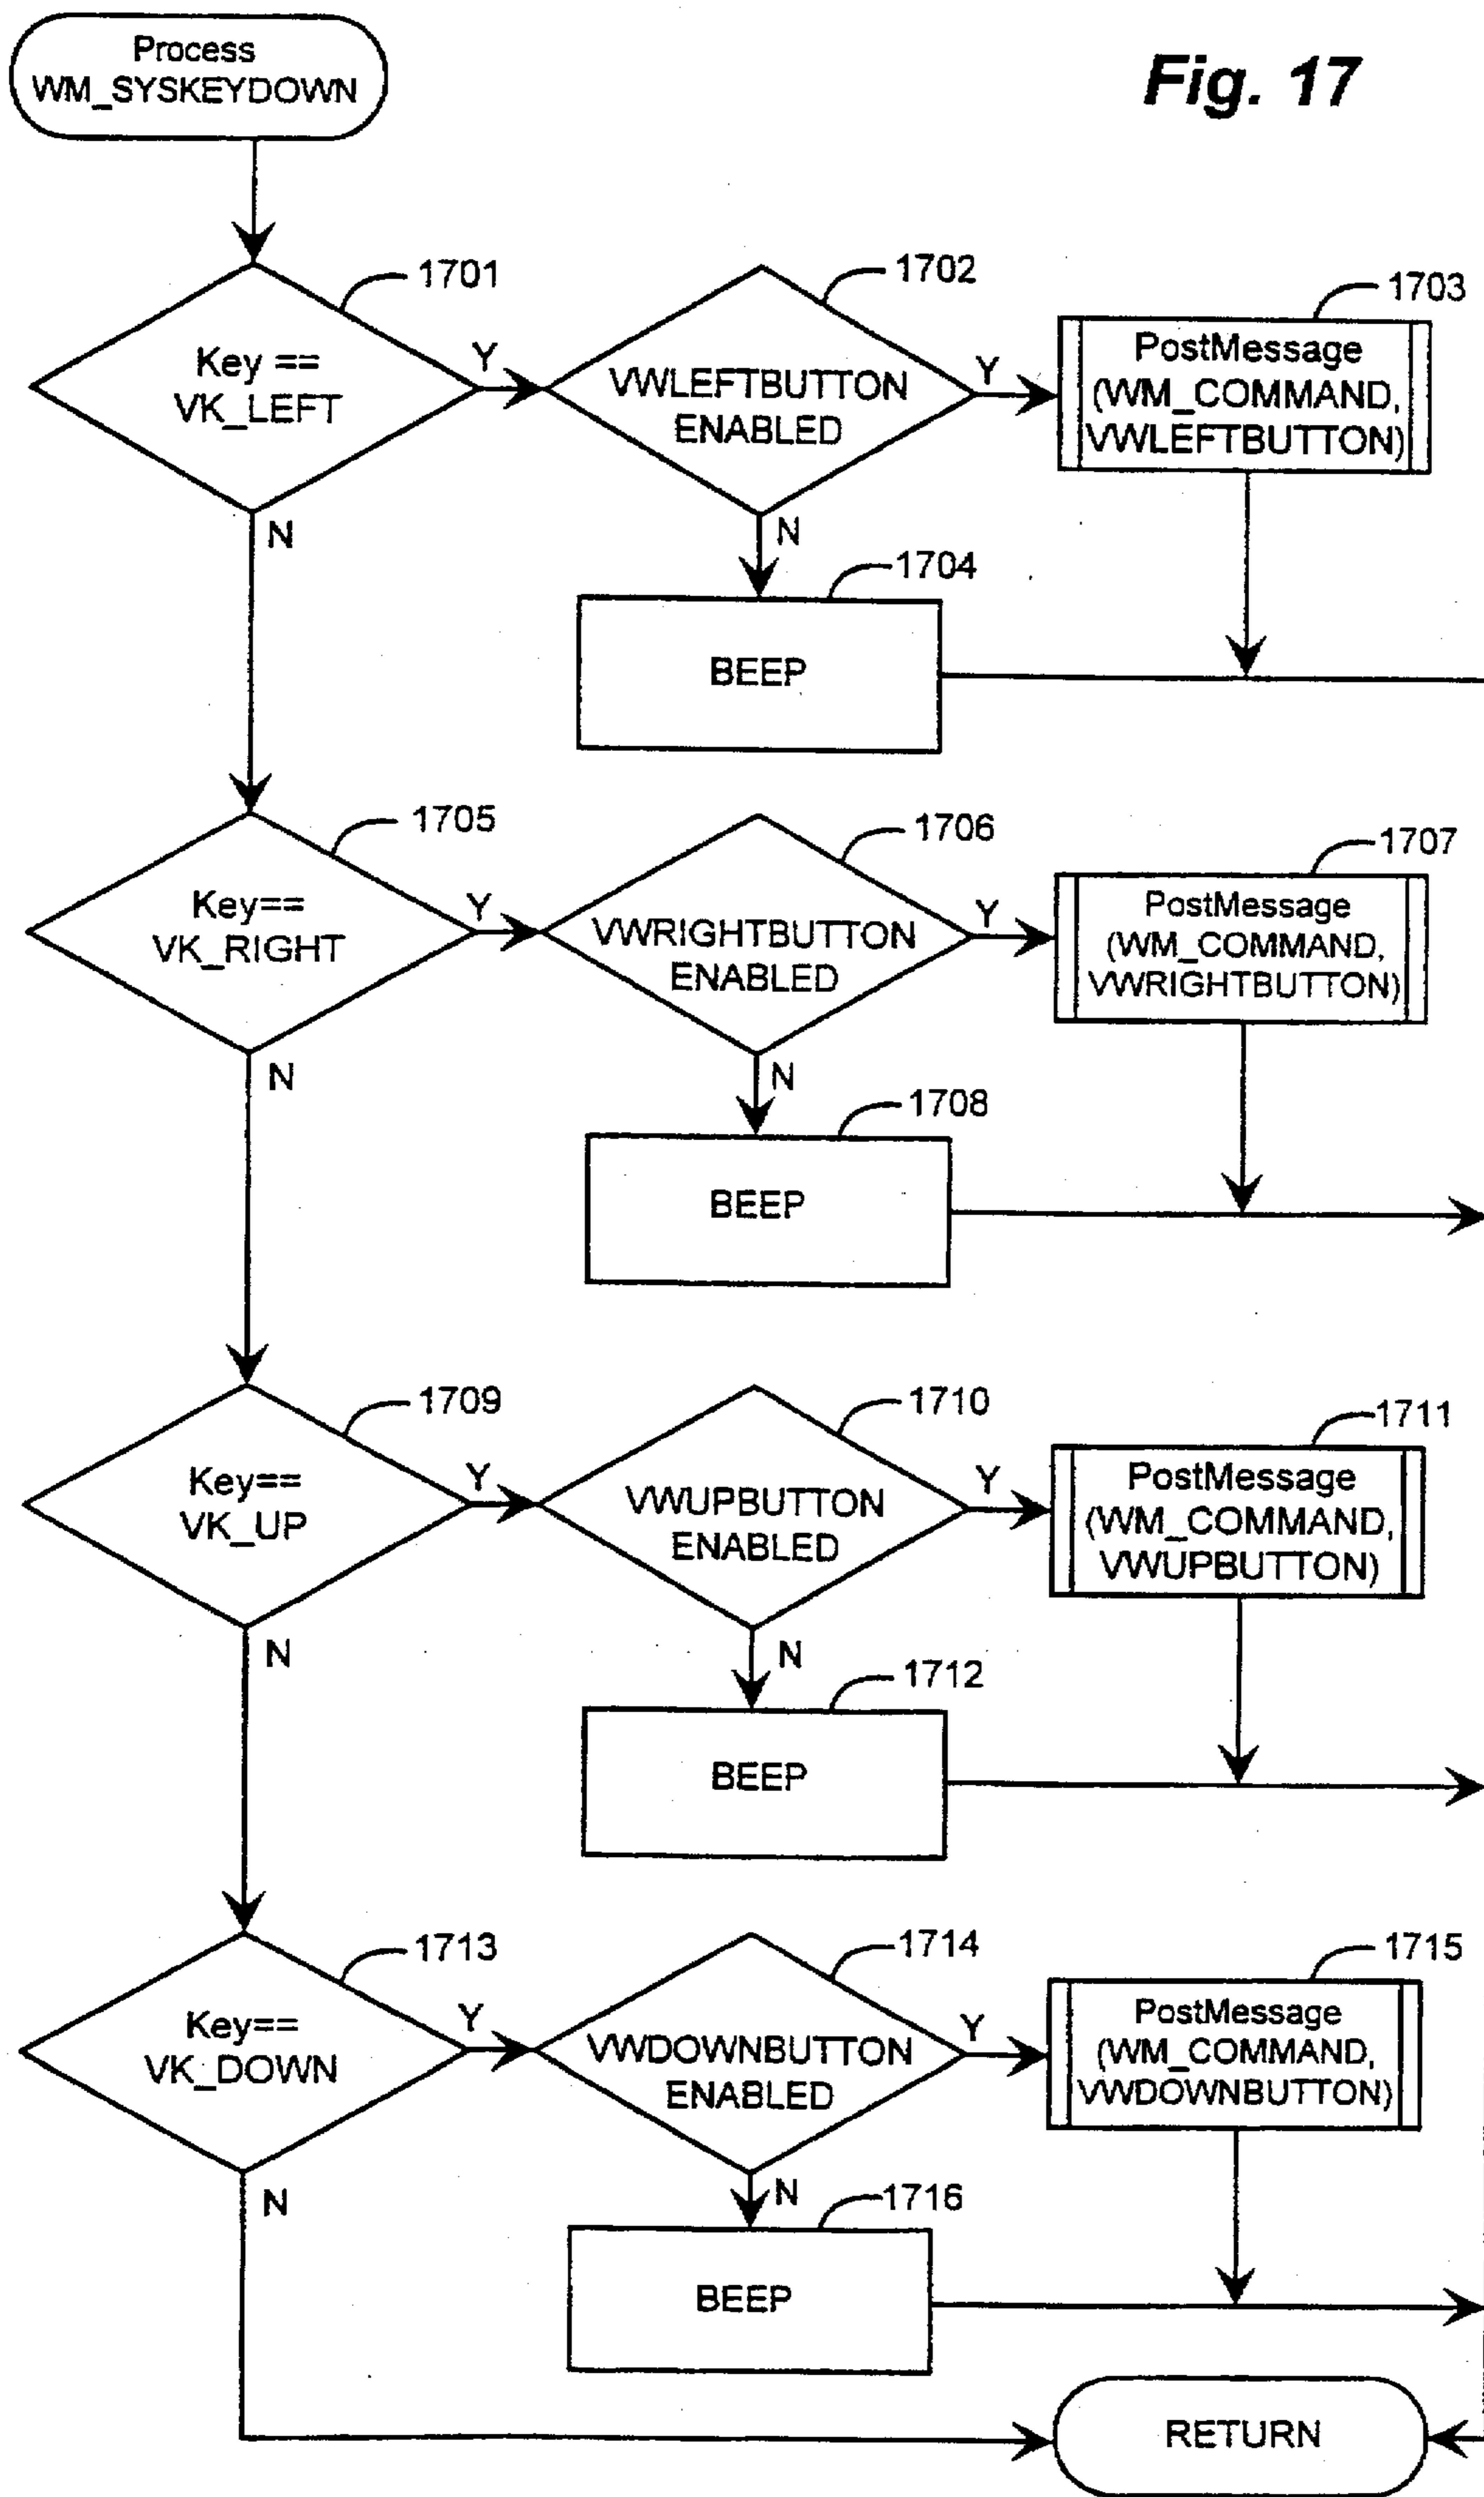 Process
WM_SYSKEYDOWN
Fig. 17
1701
1702
1703
Key ==
VK_LEFT
Y
VWLEFTBUTTON
ENABLED
Y
PostMessage
(WM_COMMAND,
VWLEFTBUTTON)
N
N
1704
BEEP
1705
1706
1707
Key==
VK_RIGHT
Y
VWRIGHTBUTTON
ENABLED
Y
PostMessage
(WM_COMMAND,
VWRIGHTBUTTON)
N
N
1708
BEEP
1709
1710
1711
Key==
VK_UP
Y
VWUPBUTTON
ENABLED
Y
PostMessage
(WM_COMMAND,
VWUPBUTTON)
N
N
1712
BEEP
1713
1714
1715
Key==
VK_DOWN
Y
VWDOWNBUTTON
ENABLED
Y
PostMessage
(WM_COMMAND,
VWDOWNBUTTON)
N
N
1716
BEEP
RETURN